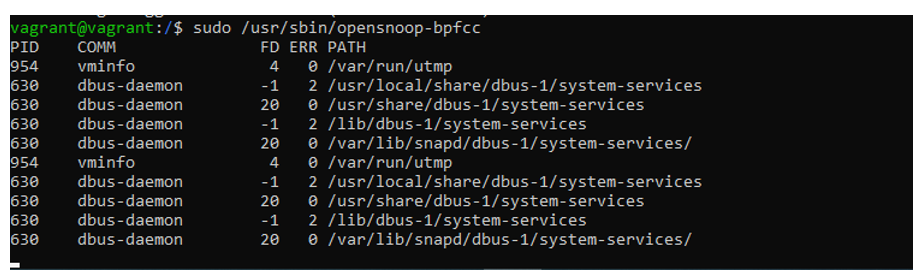 vagrant@vagrant:/$ sudo /usr/sbin/opensnoop-bpfcc
PID    COMM               FD ERR PATH
954    vminfo              4   0 /var/run/utmp
630    dbus-daemon        -1   2 /usr/local/share/dbus-1/system-services
630    dbus-daemon        20   0 /usr/share/dbus-1/system-services
630    dbus-daemon        -1   2 /lib/dbus-1/system-services
630    dbus-daemon        20   0 /var/lib/snapd/dbus-1/system-services/
954    vminfo              4   0 /var/run/utmp
630    dbus-daemon        -1   2 /usr/local/share/dbus-1/system-services
630    dbus-daemon        20   0 /usr/share/dbus-1/system-services
630    dbus-daemon        -1   2 /lib/dbus-1/system-services
630    dbus-daemon        20   0 /var/lib/snapd/dbus-1/system-services/